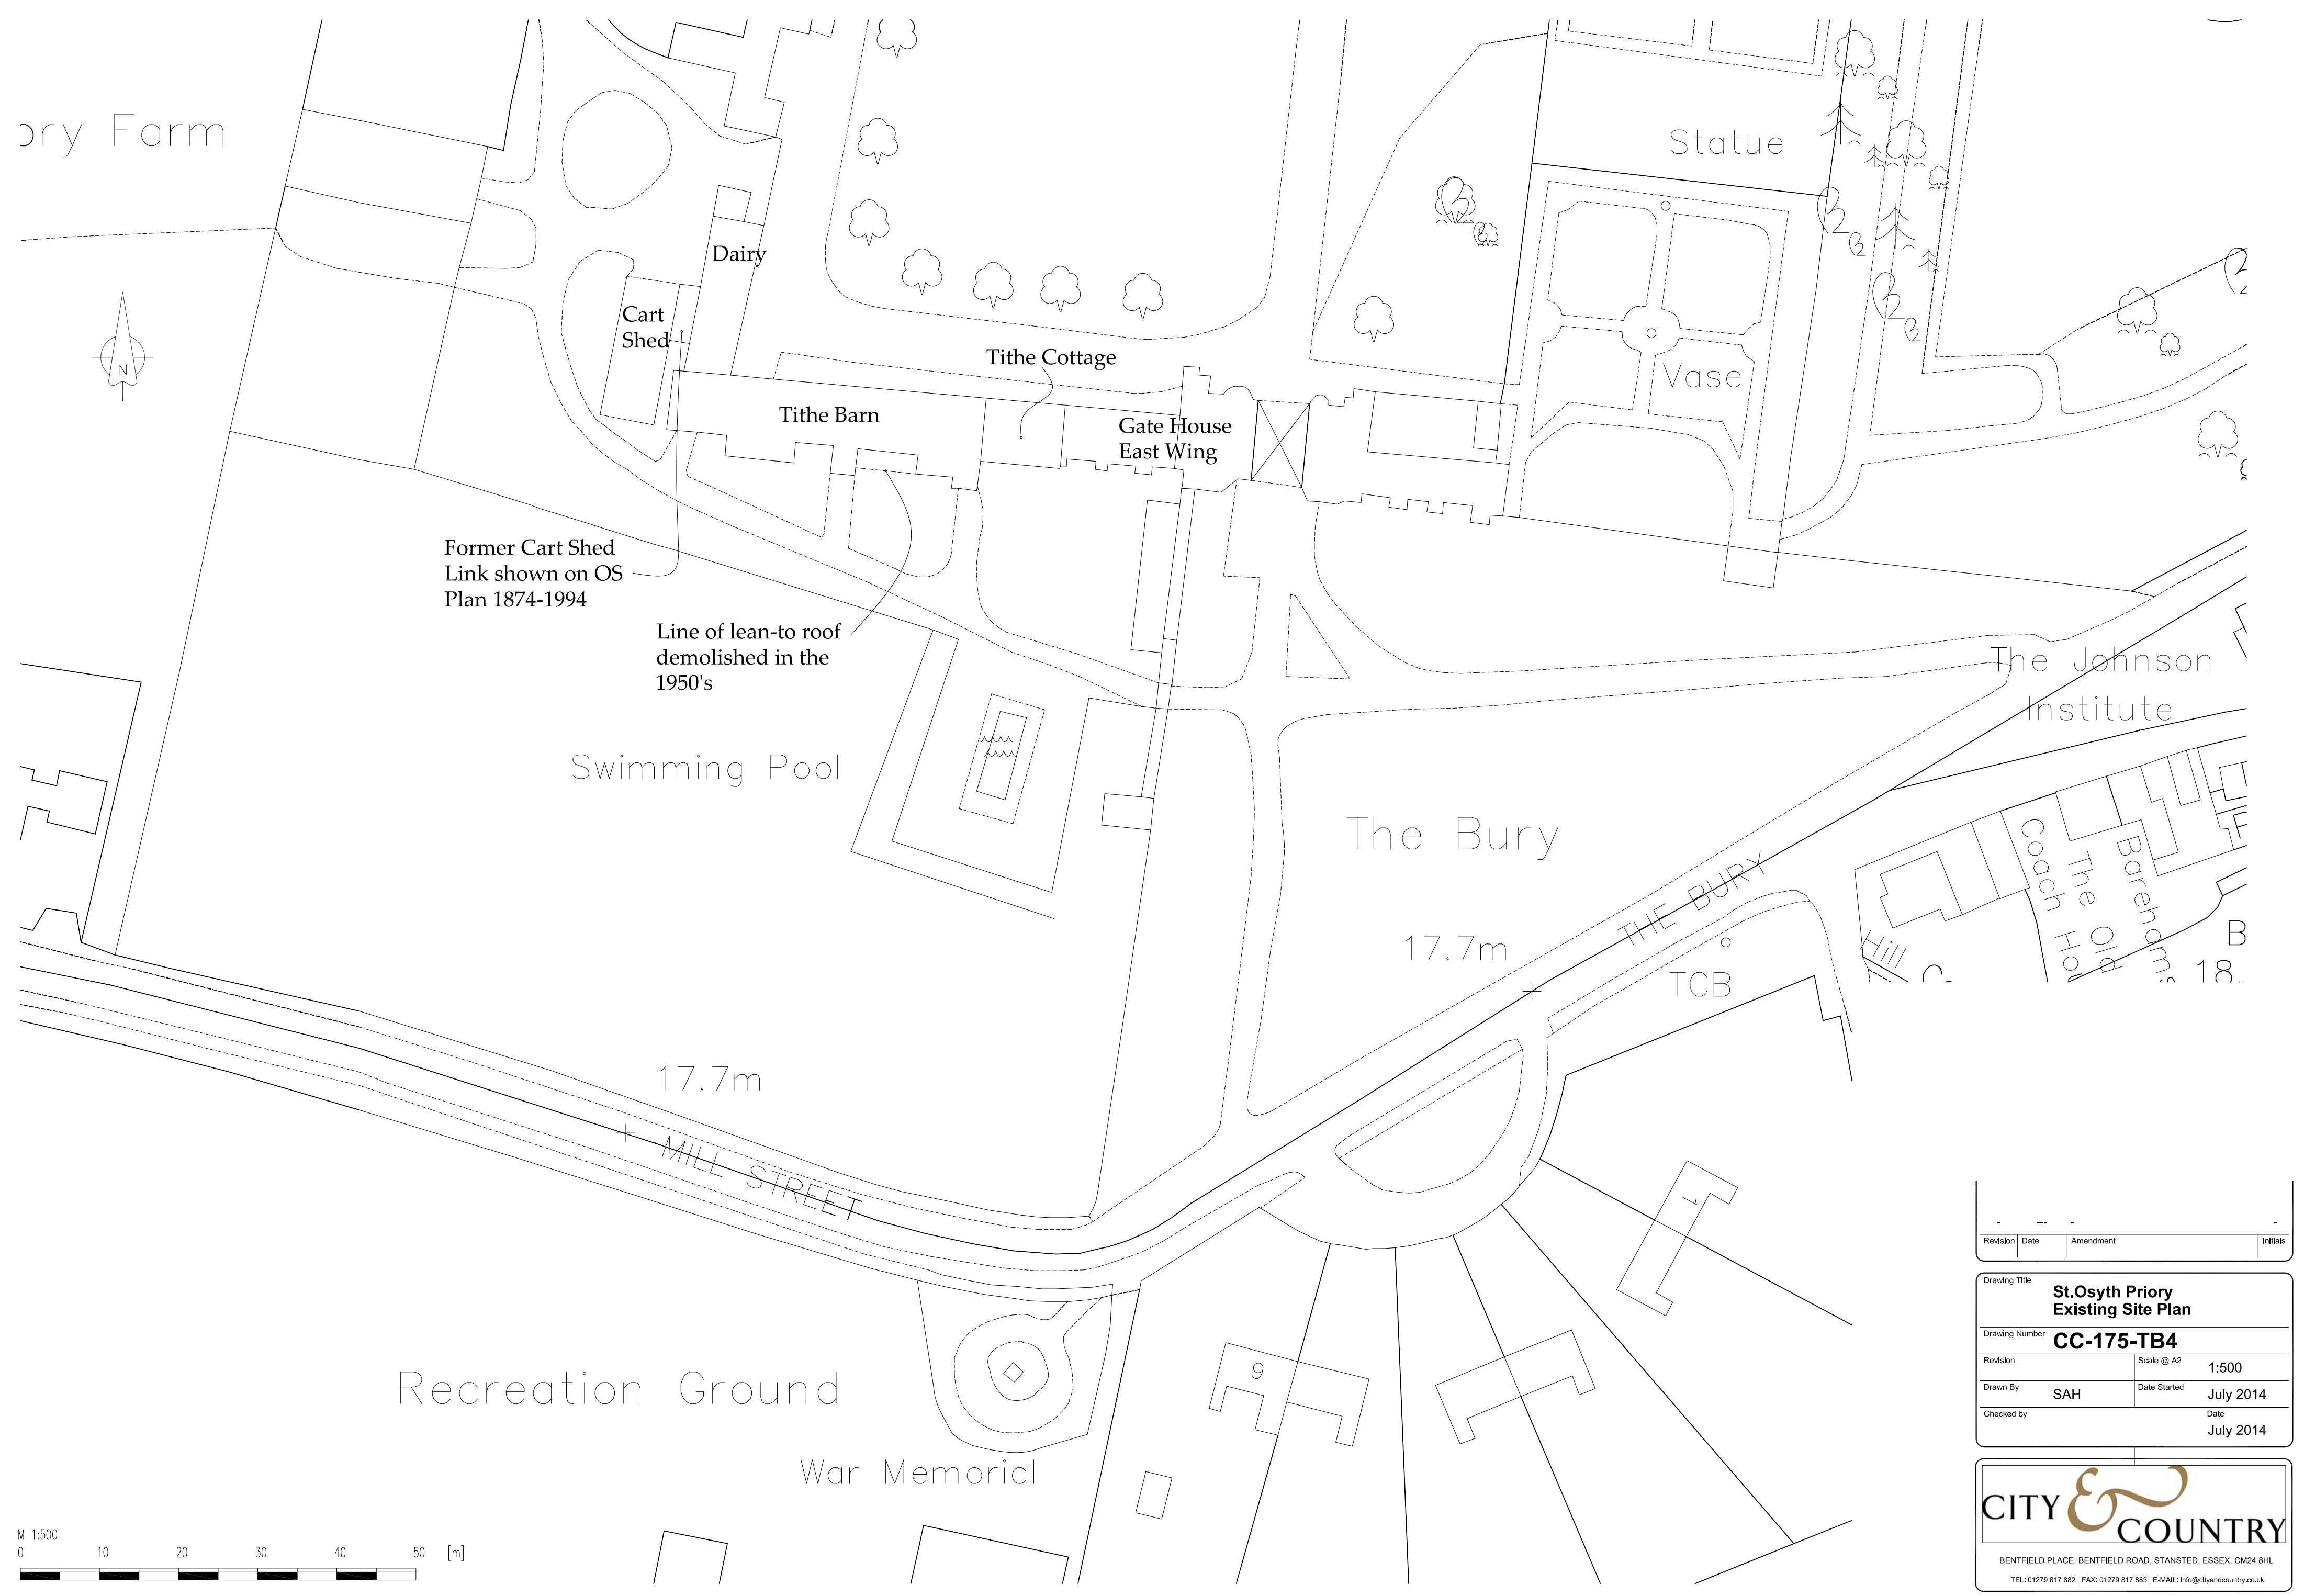 ory Farm
Statue
Dairy
Cart
Shed
N
Tithe Cottage
Vase
Tithe Barn
Gate House
East Wing
Former Cart Shed
Link shown on OS
Plan 1874-1994
Line of lean-to roof
demolished in the
1950's
The Johnson
Institute
Swimming Pool
The Bury
THE BURY
17.7m
TCB
Hill
Coach Ho
The Old
Bareham
B
18.
17.7m
MILL STREET
9
Recreation Ground
War Memorial
M 1:500
0 10 20 30 40 50 [m]
- --- - -
Revision Date Amendment Initials
Drawing Title
St.Osyth Priory
Existing Site Plan
Drawing Number CC-175-TB4
Revision Scale @ A2 1:500
Drawn By SAH Date Started July 2014
Checked by Date
July 2014
CITY &
COUNTRY
BENTFIELD PLACE, BENTFIELD ROAD, STANSTED, ESSEX, CM24 8HL
TEL: 01279 817 882 | FAX: 01279 817 883 | E-MAIL: Info@cityandcountry.co.uk